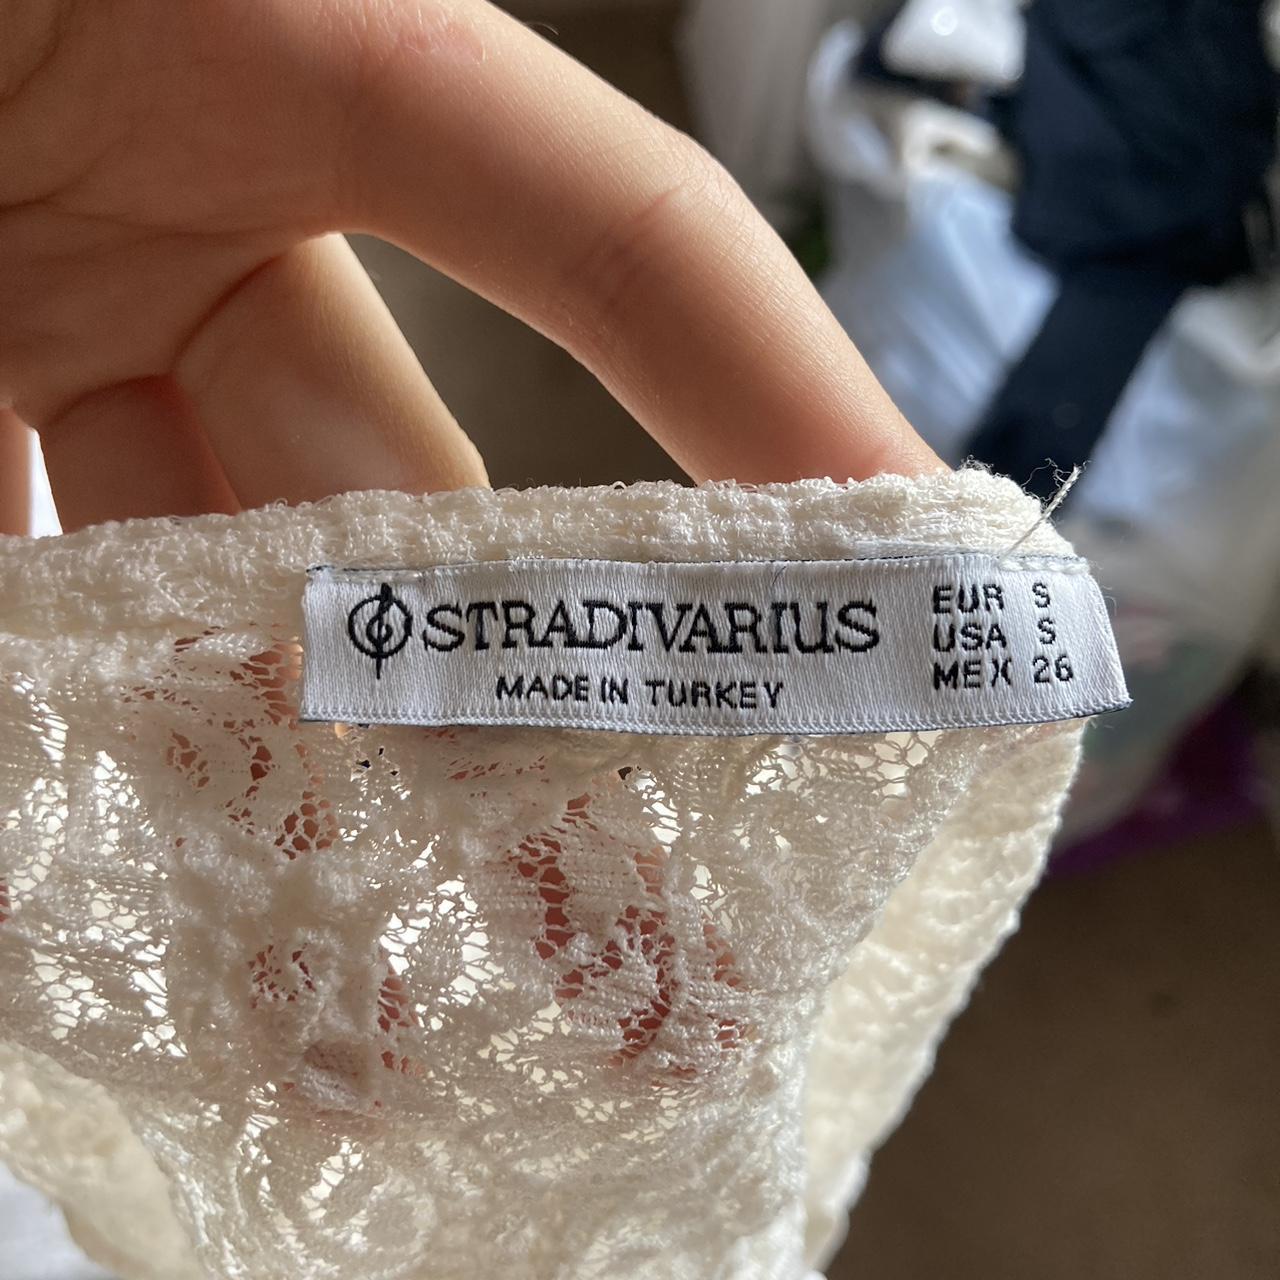 STRADIVARIUS
MADE IN TURKEY
EUR S
USA S
MEX 26